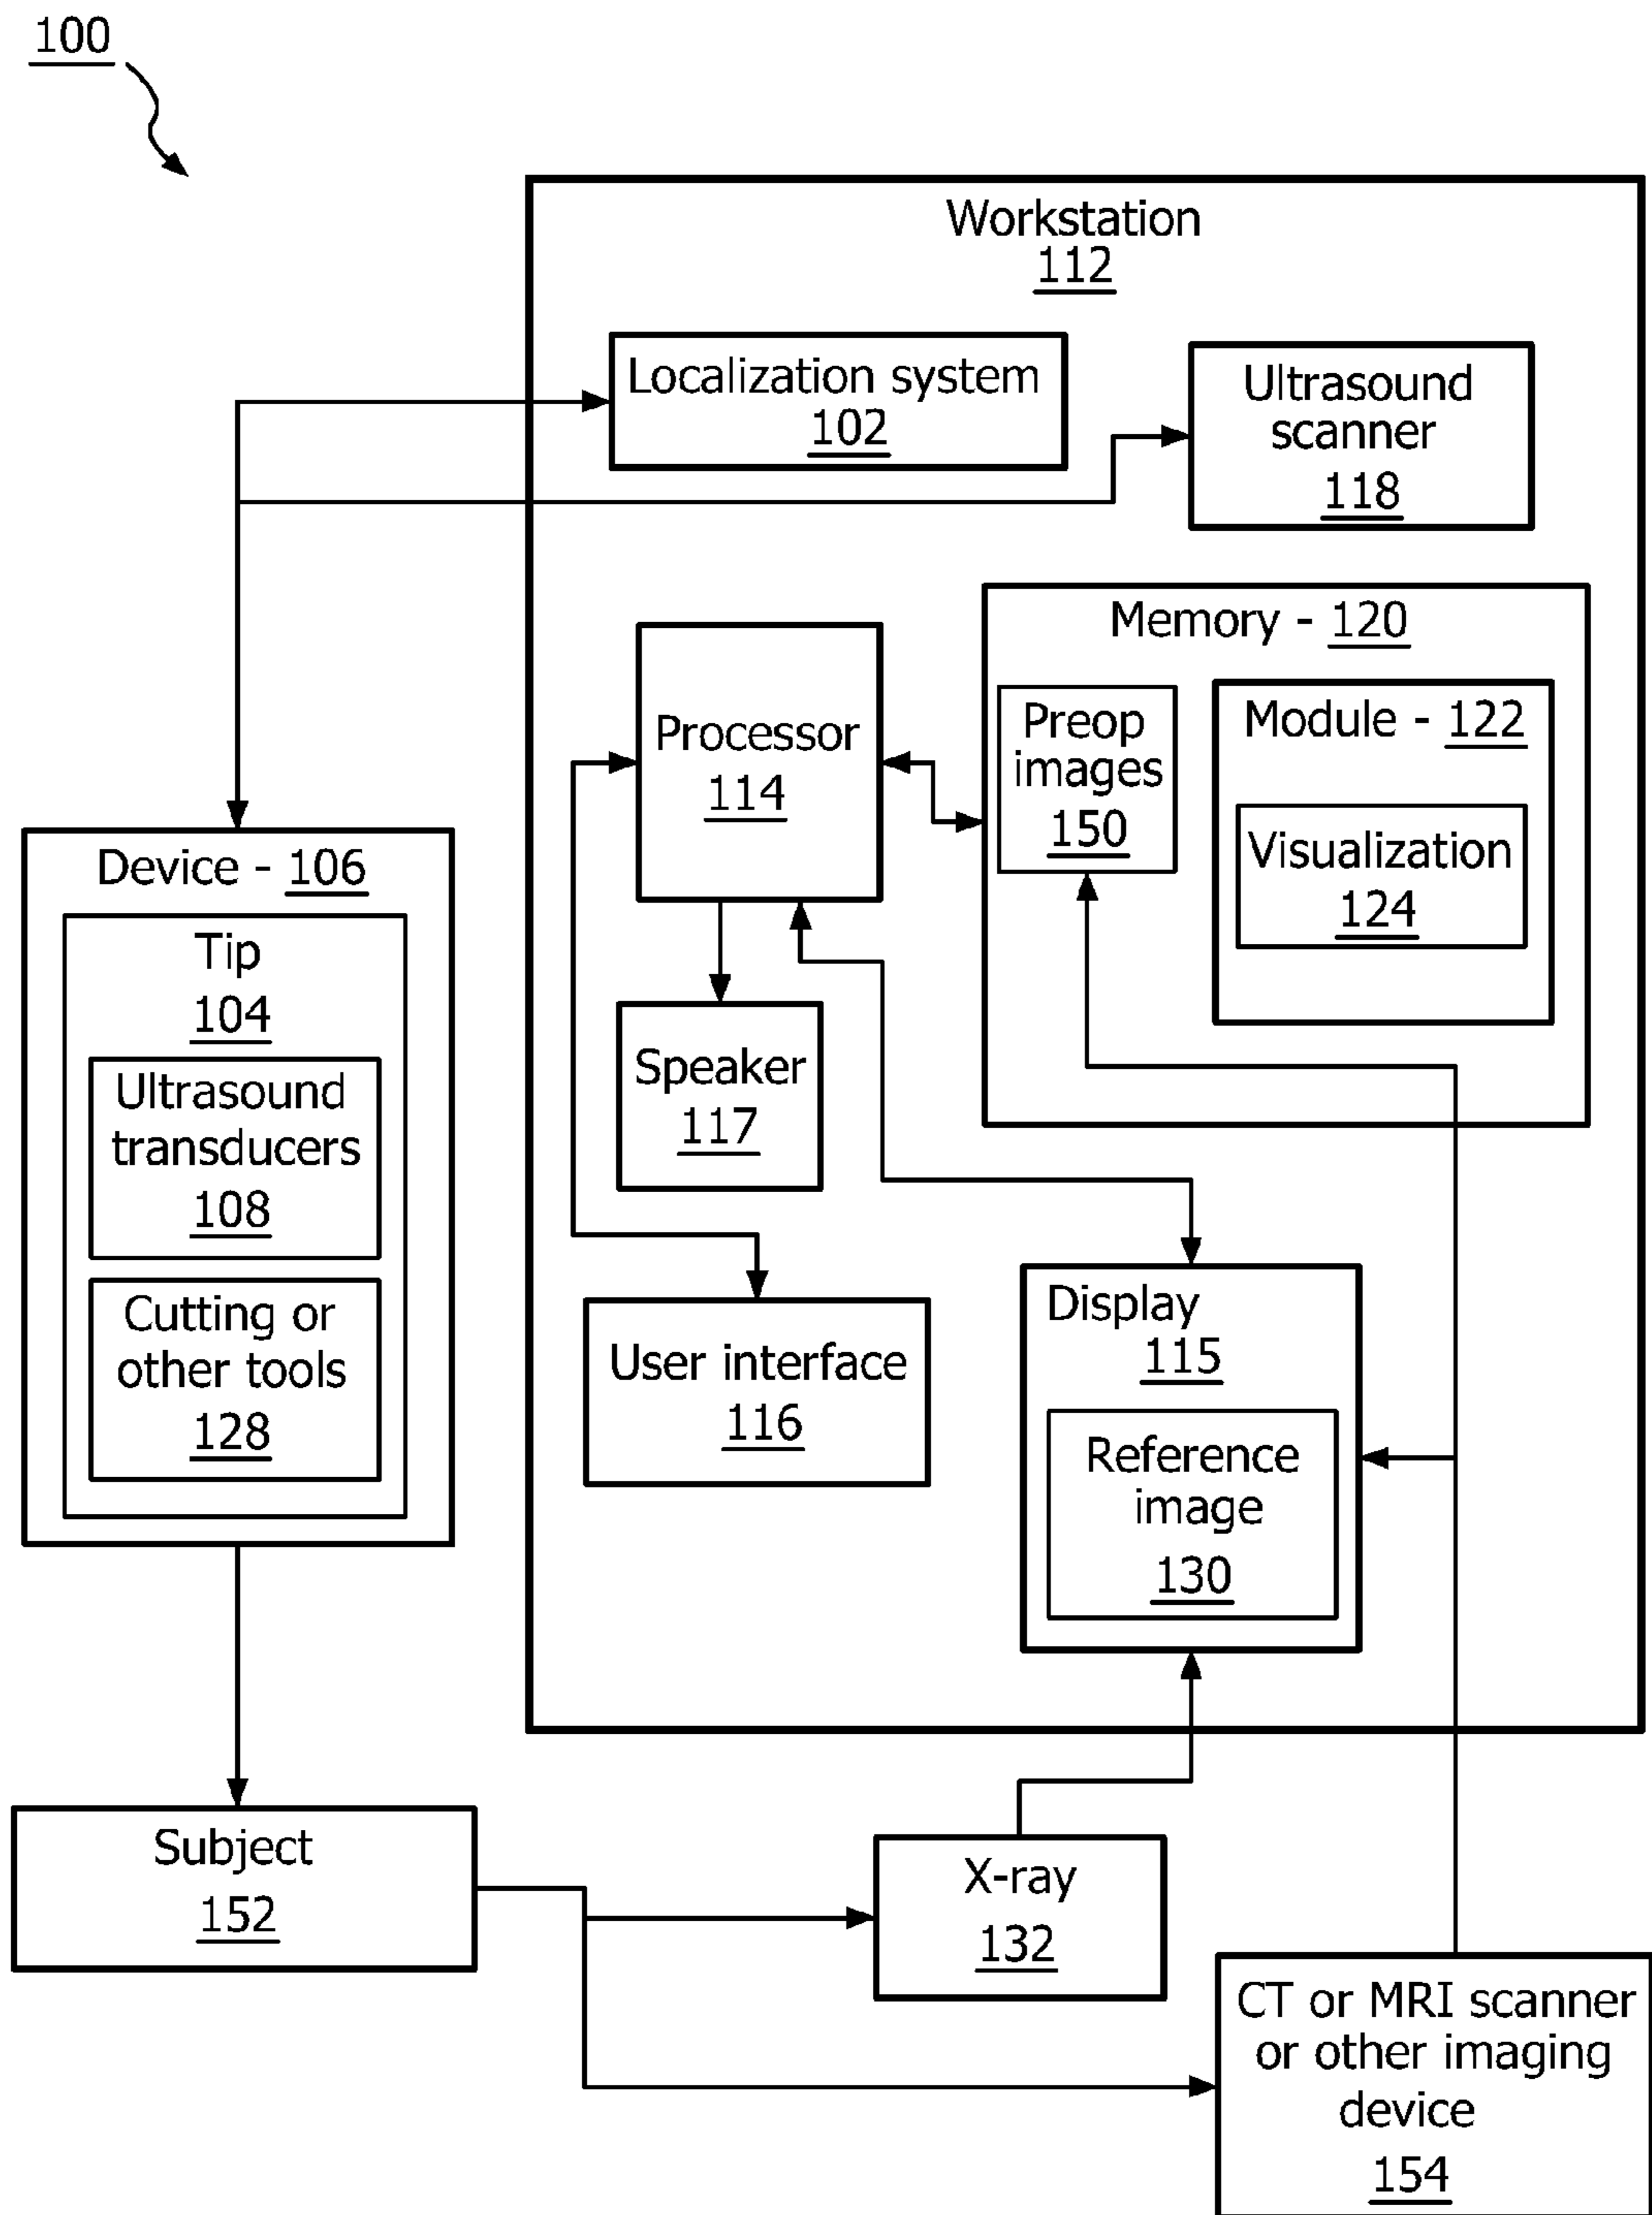 100
Workstation
112
Localization system
102
Ultrasound
scanner
118
Memory - 120
Preop
images
150
Module - 122
Visualization
124
Processor
114
Speaker
117
User interface
116
Display
115
Reference
image
130
Device - 106
Tip
104
Ultrasound
transducers
108
Cutting or
other tools
128
Subject
152
X-ray
132
CT or MRI scanner
or other imaging
device
154